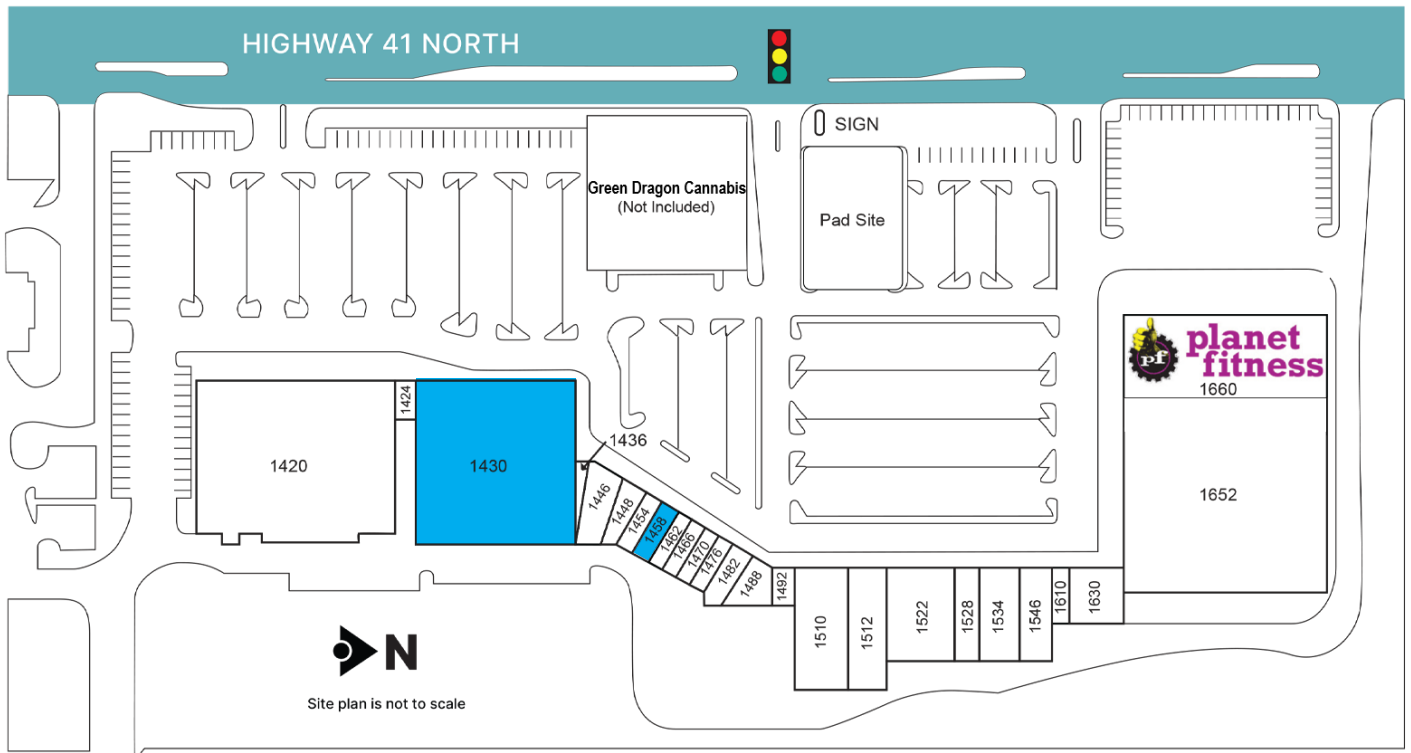 HIGHWAY 41 NORTH
SIGN
Green Dragon Cannabis
(Not Included)
Pad Site
pf
planet
fitness
1660
1424
1420
1430
1436
1446
1448
1454
1458
1462
1466
1470
1476
1482
1488
1492
1510
1512
1522
1528
1534
1546
1610
1630
1652
N
Site plan is not to scale